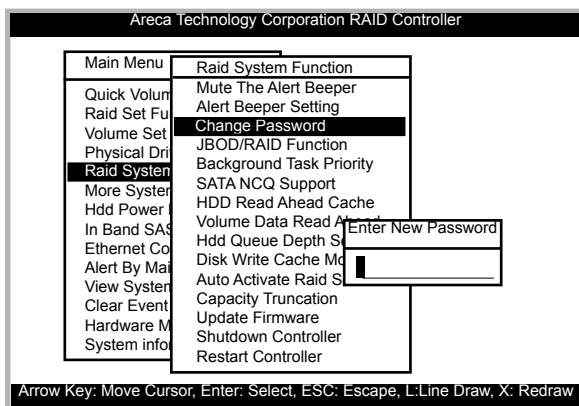 Areca Technology Corporation RAID Controller
Main Menu
Quick Volum
Raid Set Fu
Volume Set
Physical Dri
Raid System
More System
Hdd Power
In Band SAS
Ethernet Co
Alert By Mai
View System
Clear Event
Hardware M
System infor
Raid System Function
Mute The Alert Beeper
Alert Beeper Setting
Change Password
JBOD/RAID Function
Background Task Priority
SATA NCQ Support
HDD Read Ahead Cache
Volume Data Read Ahead
Hdd Queue Depth S
Disk Write Cache Mo
Auto Activate Raid S
Capacity Truncation
Update Firmware
Shutdown Controller
Restart Controller
Enter New Password
Arrow Key: Move Cursor, Enter: Select, ESC: Escape, L:Line Draw, X: Redraw